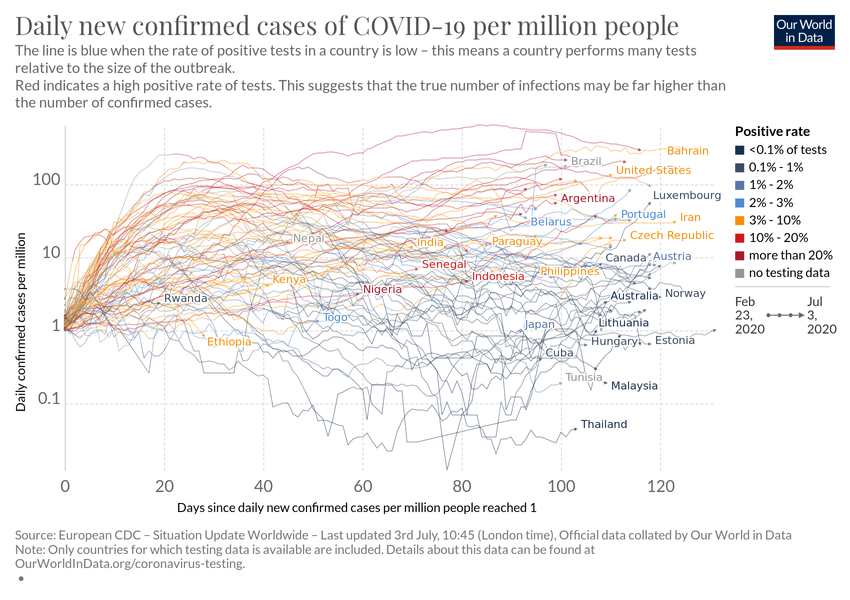 Daily new confirmed cases of COVID-19 per million people
Our World
in Data
The line is blue when the rate of positive tests in a country is low – this means a country performs many tests
relative to the size of the outbreak.
Red indicates a high positive rate of tests. This suggests that the true number of infections may be far higher than
the number of confirmed cases.
Positive rate
<0.1% of tests
0.1% - 1%
1% - 2%
2% - 3%
3% - 10%
10% - 20%
more than 20%
no testing data
Feb
23,
2020
Jul
3,
2020
Daily confirmed cases per million
100
10
1
0.1
Bahrain
Brazil
United States
Argentina
Luxembourg
Belarus
Portugal
Iran
Nepal
India
Paraguay
Czech Republic
Canada
Austria
Senegal
Indonesia
Philippines
Kenya
Nigeria
Rwanda
Australia
Norway
Togo
Japan
Lithuania
Ethiopia
Hungary
Estonia
Cuba
Tunisia
Malaysia
Thailand
0
20
40
60
80
100
120
Days since daily new confirmed cases per million people reached 1
Source: European CDC – Situation Update Worldwide – Last updated 3rd July, 10:45 (London time), Official data collated by Our World in Data
Note: Only countries for which testing data is available are included. Details about this data can be found at
OurWorldInData.org/coronavirus-testing.
•